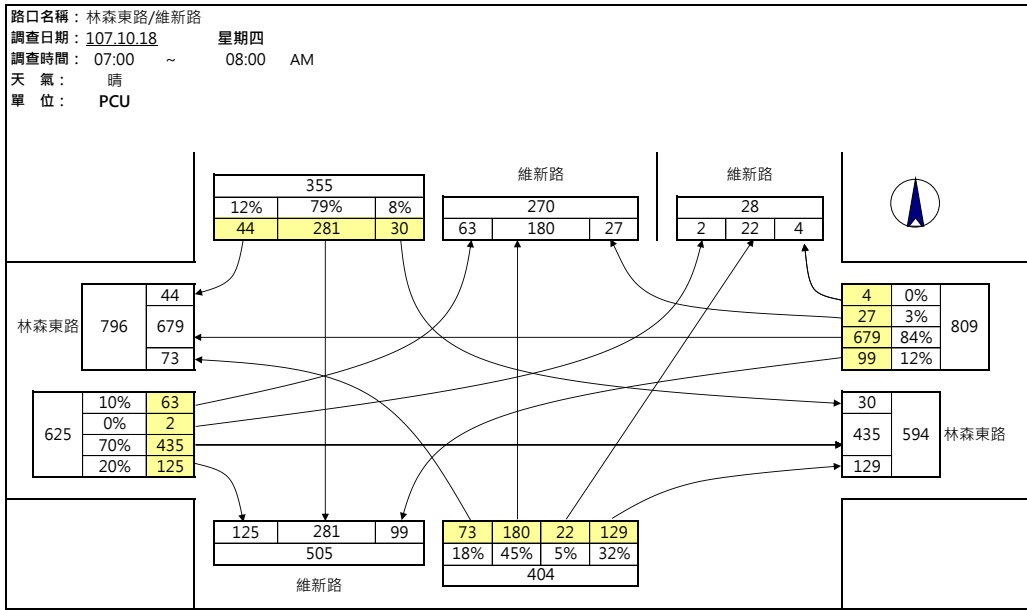 路口名稱：林森東路/維新路
調查日期：107.10.18 星期四
調查時間： 07:00 ~ 08:00 AM
天 氣： 晴
單 位： PCU
維新路 維新路
355
12% 79% 8%
44 281 30
270
63 180 27
28
2 22 4
林森東路 796
44
679
73
4 0%
27 3%
679 84%
99 12%
809
625
10% 63
0% 2
70% 435
20% 125
30
435
129
594 林森東路
125 281 99
505
維新路
73 180 22 129
18% 45% 5% 32%
404